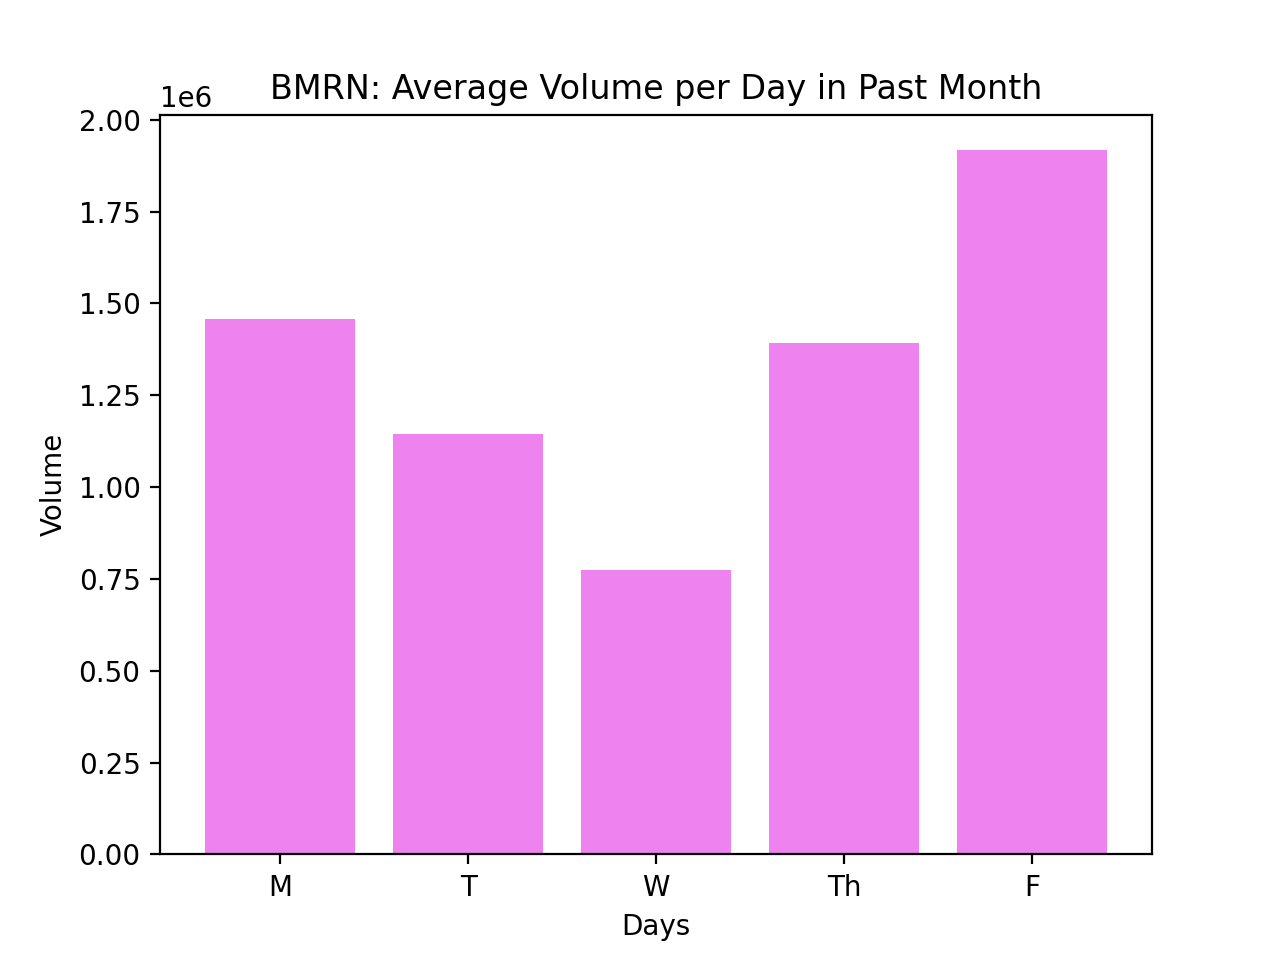 BMRN: Average Volume per Day in Past Month
1e6
2.00
1.75
1.50
1.25
1.00
0.75
0.50
0.25
0.00
Volume
M T W Th F
Days